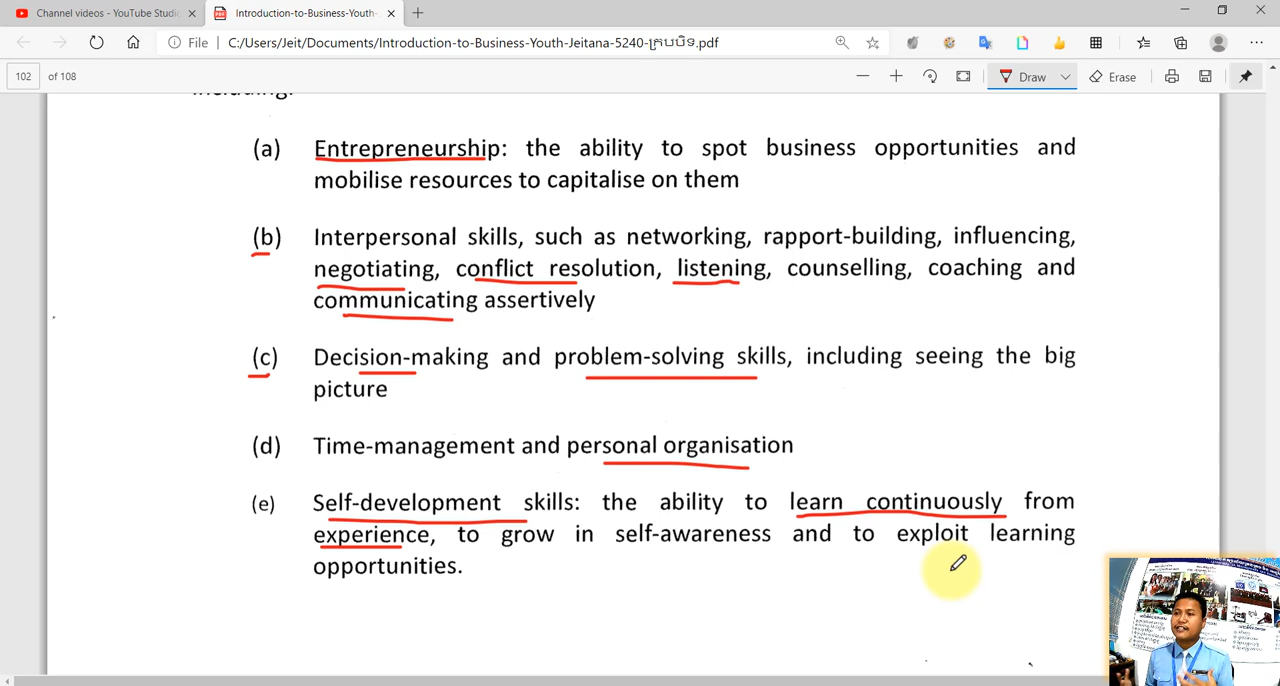 Channel videos - YouTube Studi
Introduction-to-Business-Youth-
File
C:/Users/Jeit/Documents/Introduction-to-Business-Youth-Jeitana-5240-គ្របបិទ.pdf
102 of 108
Draw
Erase
including:
(a) Entrepreneurship: the ability to spot business opportunities and
mobilise resources to capitalise on them
(b) Interpersonal skills, such as networking, rapport-building, influencing,
negotiating, conflict resolution, listening, counselling, coaching and
communicating assertively
(c) Decision-making and problem-solving skills, including seeing the big
picture
(d) Time-management and personal organisation
(e) Self-development skills: the ability to learn continuously from
experience, to grow in self-awareness and to exploit learning
opportunities.